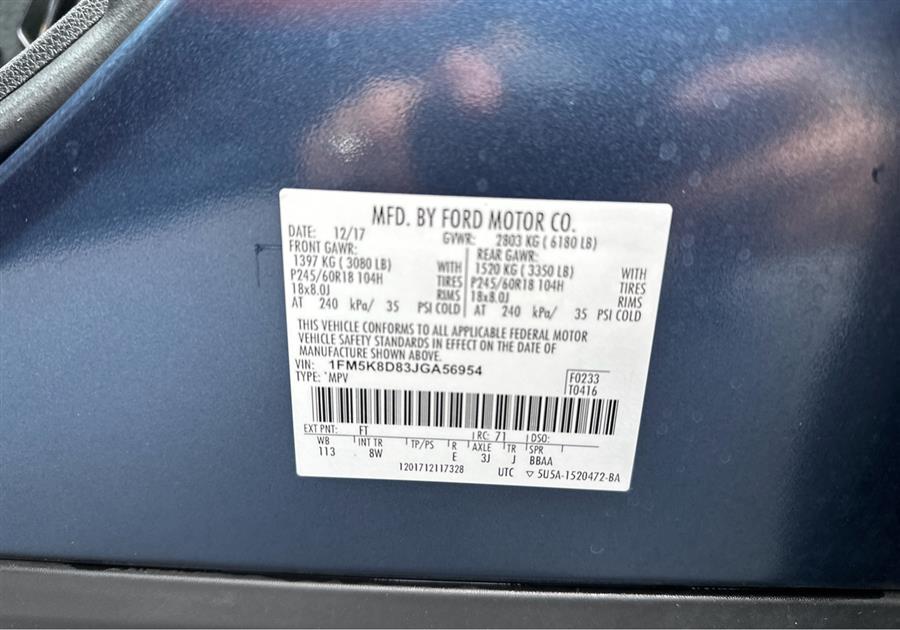 MFD. BY FORD MOTOR CO.
DATE: 12/17 GVWR: 2803 KG ( 6180 LB)
FRONT GAWR: REAR GAWR:
1397 KG ( 3080 LB) WITH 1520 KG ( 3350 LB) WITH
P245/60R18 104H TIRES P245/60R18 104H TIRES
18x8.0J RIMS 18x8.0J RIMS
AT 240 kPa/ 35 PSI COLD AT 240 kPa/ 35 PSI COLD
THIS VEHICLE CONFORMS TO ALL APPLICABLE FEDERAL MOTOR
VEHICLE SAFETY STANDARDS IN EFFECT ON THE DATE OF
MANUFACTURE SHOWN ABOVE.
VIN: 1FM5K8D83JGA56954
TYPE: *MPV
F0233
T0416
EXT PNT: FT RC: 71 DSO:
WB INT TR TP/PS R AXLE TR SPR
113 8W E 3J J BBAA
1201712117328 UTC ▽ 5U5A-1520472-BA